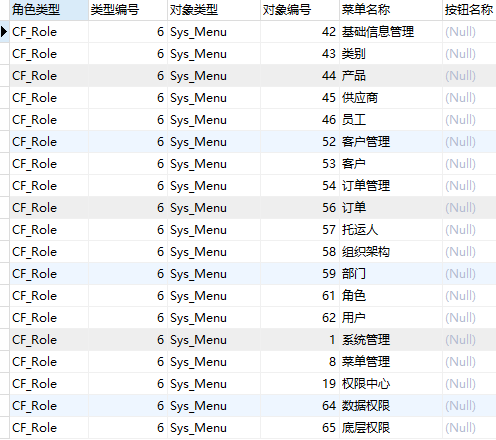 角色类型 类型编号 对象类型 对象编号 菜单名称 按钮名称
CF_Role 6 Sys_Menu 42 基础信息管理 (Null)
CF_Role 6 Sys_Menu 43 类别 (Null)
CF_Role 6 Sys_Menu 44 产品 (Null)
CF_Role 6 Sys_Menu 45 供应商 (Null)
CF_Role 6 Sys_Menu 46 员工 (Null)
CF_Role 6 Sys_Menu 52 客户管理 (Null)
CF_Role 6 Sys_Menu 53 客户 (Null)
CF_Role 6 Sys_Menu 54 订单管理 (Null)
CF_Role 6 Sys_Menu 56 订单 (Null)
CF_Role 6 Sys_Menu 57 托运人 (Null)
CF_Role 6 Sys_Menu 58 组织架构 (Null)
CF_Role 6 Sys_Menu 59 部门 (Null)
CF_Role 6 Sys_Menu 61 角色 (Null)
CF_Role 6 Sys_Menu 62 用户 (Null)
CF_Role 6 Sys_Menu 1 系统管理 (Null)
CF_Role 6 Sys_Menu 8 菜单管理 (Null)
CF_Role 6 Sys_Menu 19 权限中心 (Null)
CF_Role 6 Sys_Menu 64 数据权限 (Null)
CF_Role 6 Sys_Menu 65 底层权限 (Null)